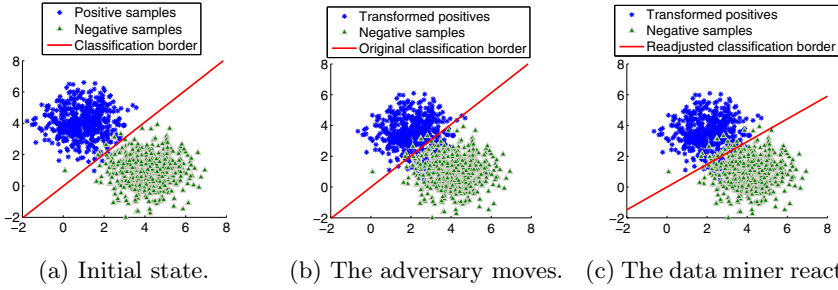 Positive samples
Negative samples
Classification border
8
6
4
2
0
−2
−2 0 2 4 6 8
(a) Initial state.
Transformed positives
Negative samples
Original classification border
8
6
4
2
0
−2
−2 0 2 4 6 8
(b) The adversary moves.
Transformed positives
Negative samples
Readjusted classification border
8
6
4
2
0
−2
−2 0 2 4 6 8
(c) The data miner react